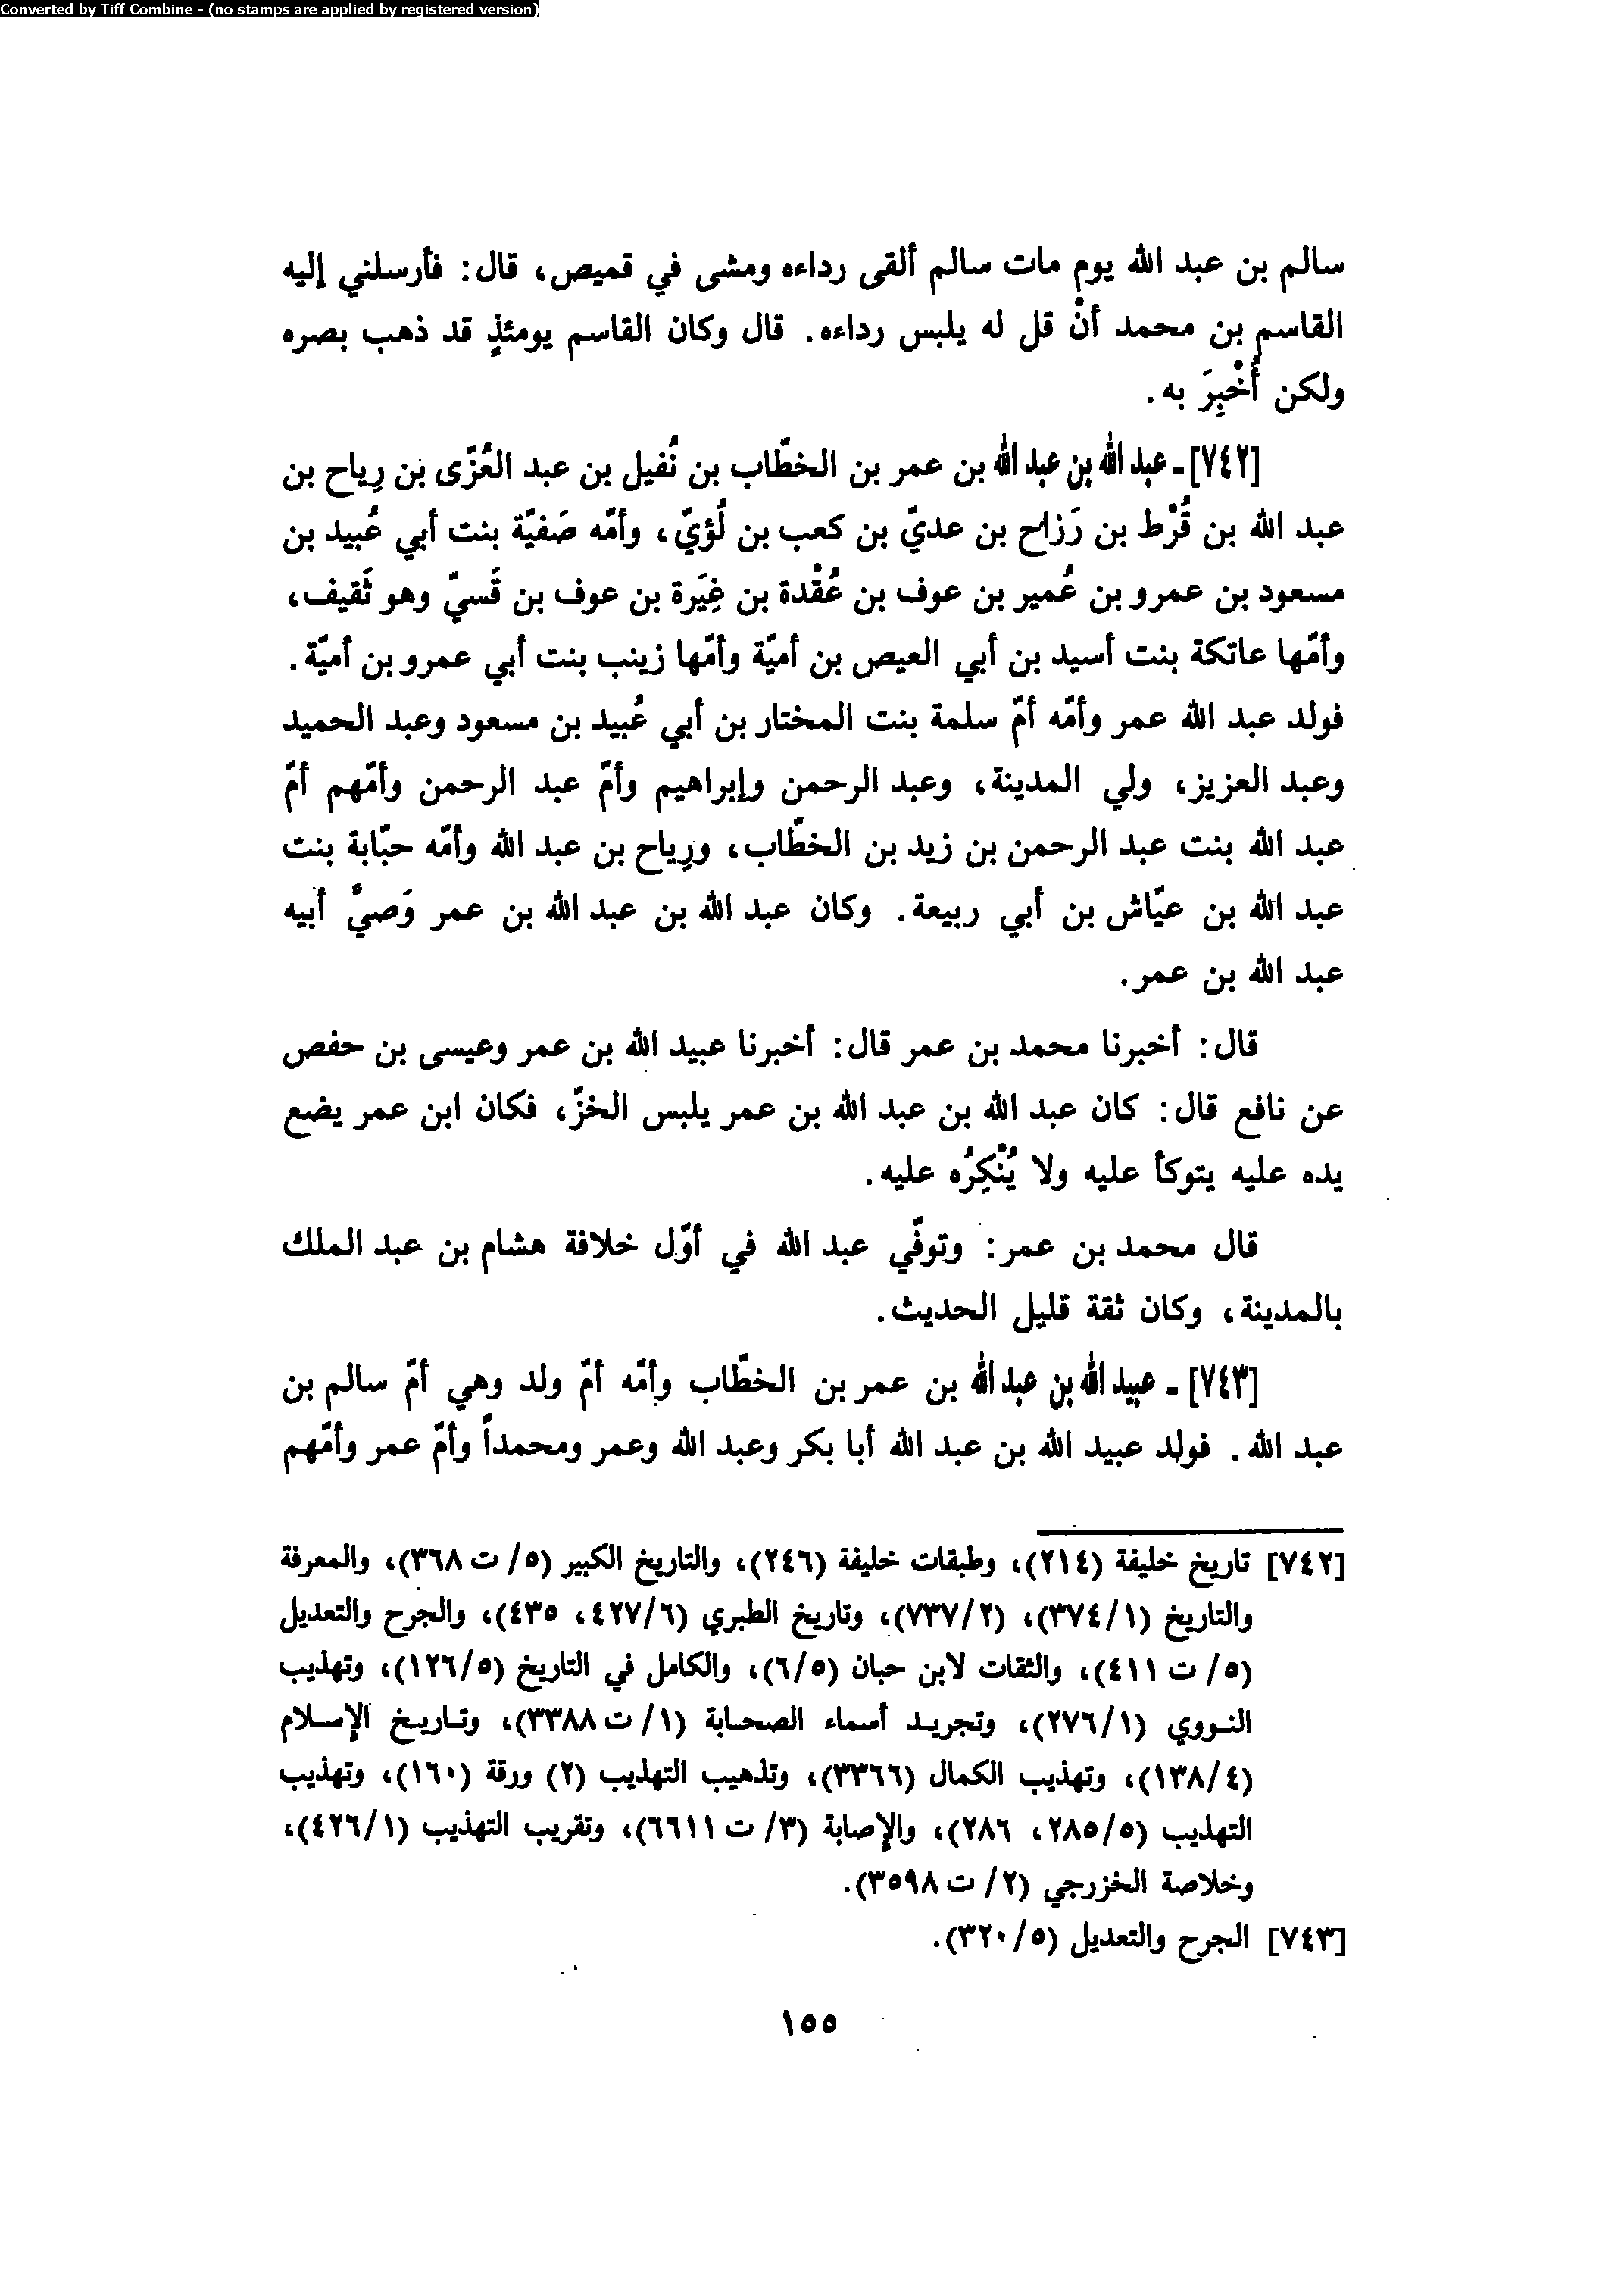 Converted by Tiff Combine - (no stamps are applied by registered version)
سالم بن عبد الله يوم مات سالم ألقى رداءه ومشى في قميص، قال: فأرسلني إليه
القاسم بن محمد أنْ قل له يلبس رداءه. قال وكان القاسم يومئذٍ قد ذهب بصره
ولكن أُخْبِرَ به.
[٧٤٢] ـ عبد الله بن عبد الله بن عمر بن الخطّاب بن نُفيل بن عبد العُزّى بن رِياح بن
عبد الله بن قُرْط بن رَزاح بن عديّ بن كعب بن لُؤيّ، وأمّه صَفيّة بنت أبي عُبيد بن
مسعود بن عمرو بن عُمير بن عوف بن عُقْدة بن غِيَرة بن عوف بن قَسيّ وهو ثَقيف،
وأمّها عاتكة بنت أسيد بن أبي العيص بن أميّة وأمّها زينب بنت أبي عمرو بن أميّة.
فولد عبد الله عمر وأمّه أمّ سلمة بنت المختار بن أبي عُبيد بن مسعود وعبد الحميد
وعبد العزيز، ولي المدينة، وعبد الرحمن وإبراهيم وأمّ عبد الرحمن وأمّهم أمّ
عبد الله بنت عبد الرحمن بن زيد بن الخطّاب، ورِياح بن عبد الله وأمّه حبّابة بنت
عبد الله بن عيّاش بن أبي ربيعة. وكان عبد الله بن عبد الله بن عمر وَصيَّ أبيه
عبد الله بن عمر.
قال: أخبرنا محمد بن عمر قال: أخبرنا عبيد الله بن عمر وعيسى بن حفص
عن نافع قال: كان عبد الله بن عبد الله بن عمر يلبس الخزّ، فكان ابن عمر يضع
يده عليه يتوكأ عليه ولا يُنْكِرُه عليه.
قال محمد بن عمر: وتوفّي عبد الله في أوّل خلافة هشام بن عبد الملك
بالمدينة، وكان ثقة قليل الحديث.
[٧٤٣] ـ عبيد الله بن عبد الله بن عمر بن الخطّاب وأمّه أمّ ولد وهي أمّ سالم بن
عبد الله. فولد عبيد الله بن عبد الله أبا بكر وعبد الله وعمر ومحمداً وأمّ عمر وأمّهم
[٧٤٢] تاريخ خليفة (٢١٤)، وطبقات خليفة (٢٤٦)، والتاريخ الكبير (٥/ ت ٣٦٨)، والمعرفة
والتاريخ (١/ ٣٧٤)، (٢/ ٧٣٧)، وتاريخ الطبري (٦/ ٤٢٧، ٤٣٥)، والجرح والتعديل
(٥/ ت ٤١١)، والثقات لابن حبان (٥/ ٦)، والكامل في التاريخ (٥/ ١٢٦)، وتهذيب
النووي (١/ ٢٧٦)، وتجريد أسماء الصحابة (١/ ت ٣٣٨٨)، وتاريخ الإسلام
(٤/ ١٣٨)، وتهذيب الكمال (٣٣٦٦)، وتذهيب التهذيب (٢) ورقة (١٦٠)، وتهذيب
التهذيب (٥/ ٢٨٥، ٢٨٦)، والإصابة (٣/ ت ٦٦١١)، وتقريب التهذيب (١/ ٤٢٦)،
وخلاصة الخزرجي (٢/ ت ٣٥٩٨).
[٧٤٣] الجرح والتعديل (٥/ ٣٢٠).
١٥٥